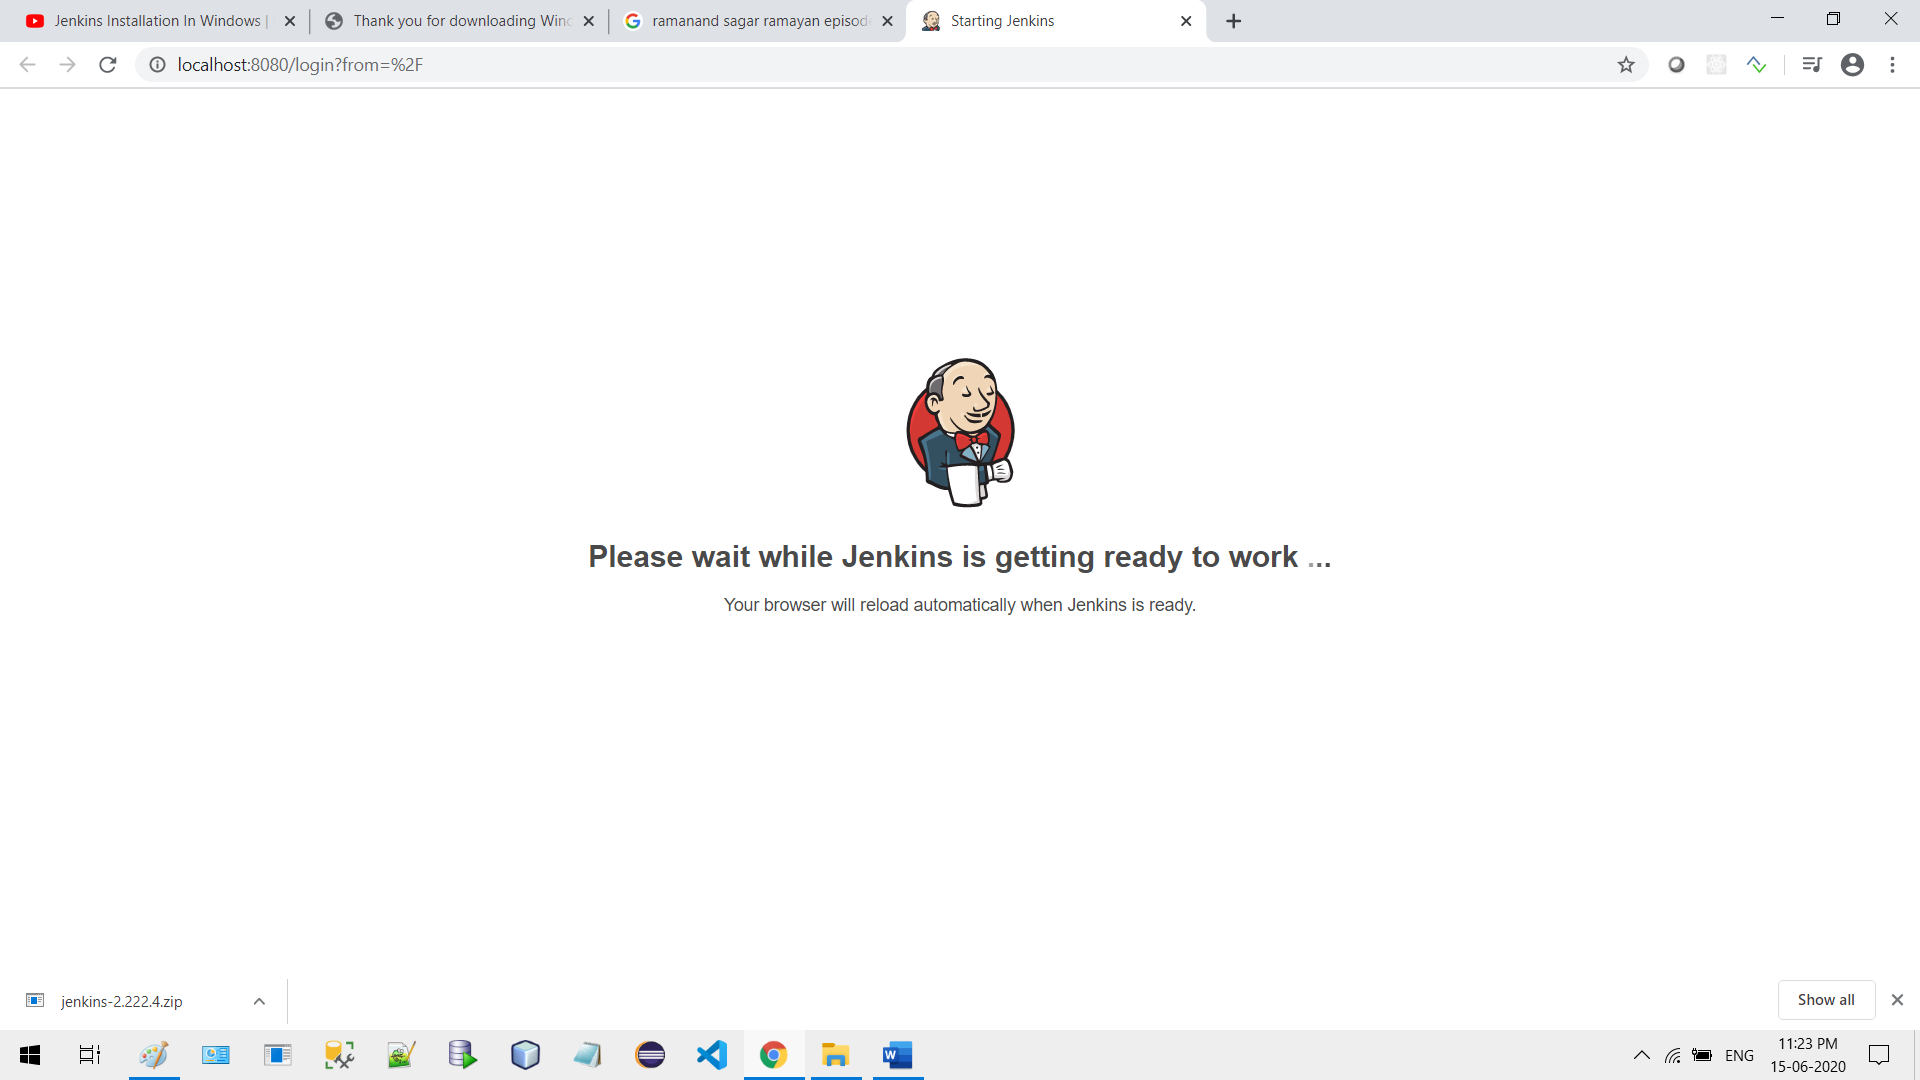 Jenkins Installation In Windows |
Thank you for downloading Winc
ramanand sagar ramayan episode
Starting Jenkins
localhost:8080/login?from=%2F
Please wait while Jenkins is getting ready to work ...
Your browser will reload automatically when Jenkins is ready.
jenkins-2.222.4.zip
Show all
ENG
11:23 PM
15-06-2020